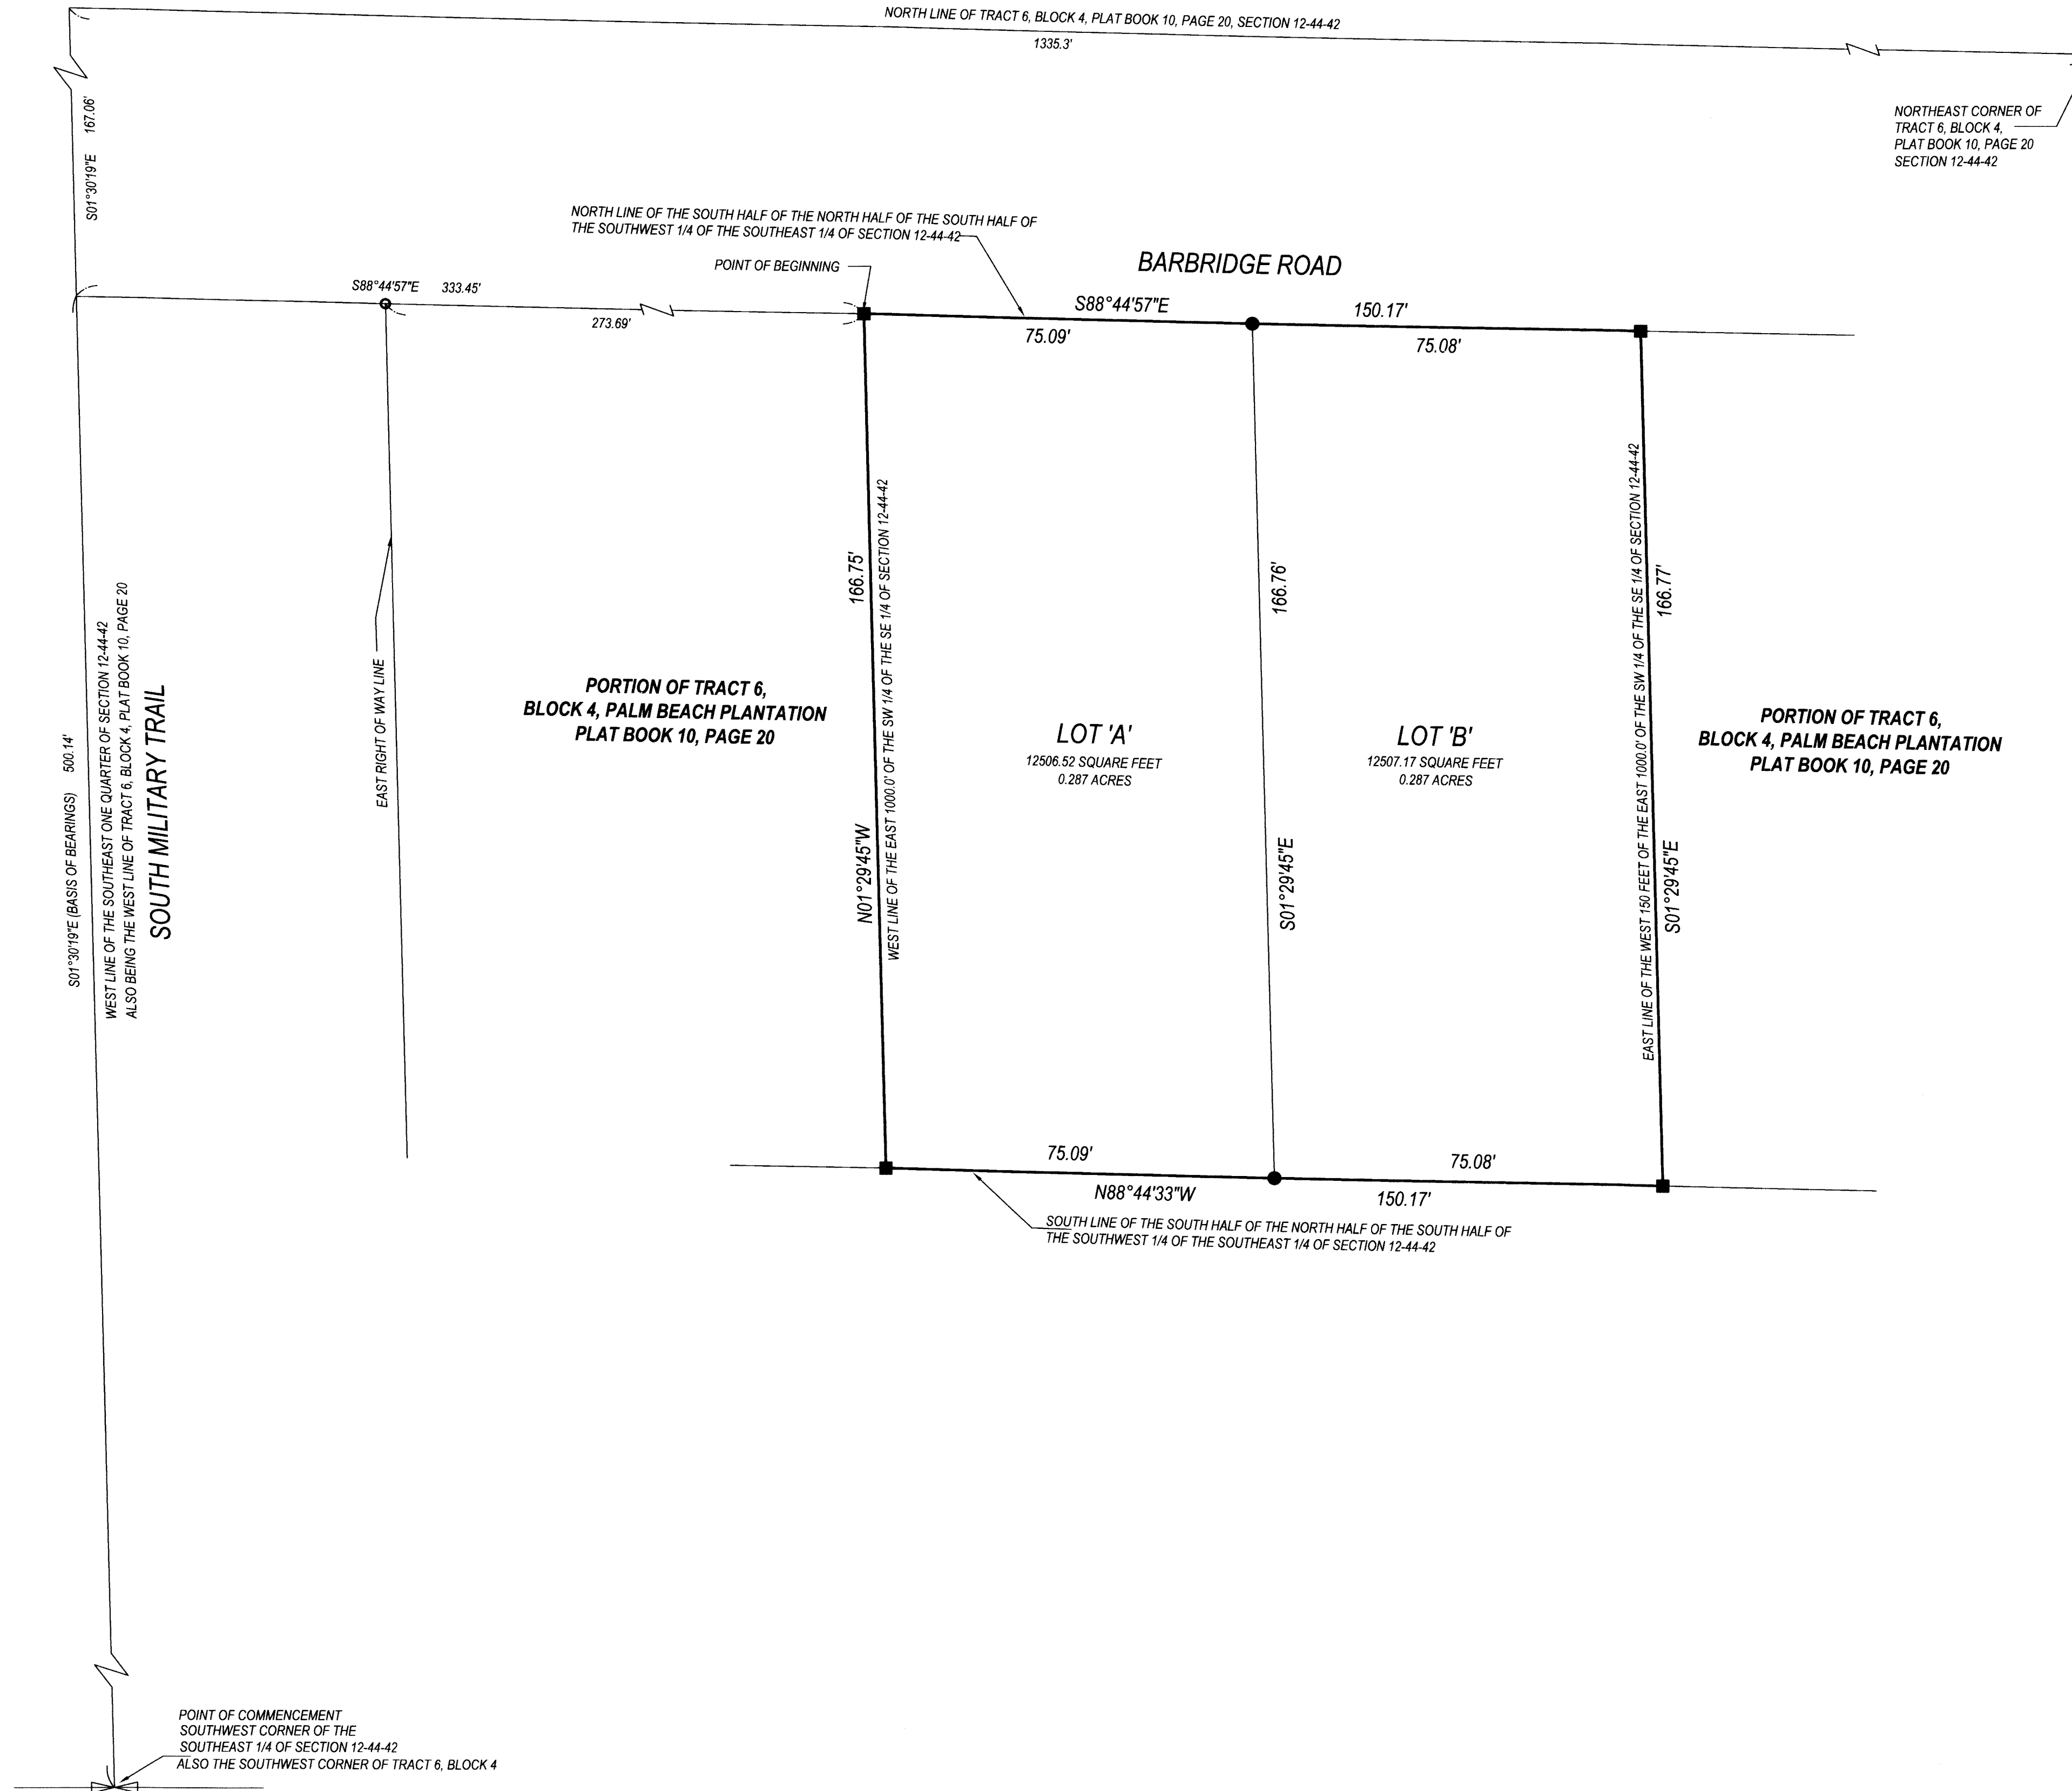 NORTH LINE OF TRACT 6, BLOCK 4, PLAT BOOK 10, PAGE 20, SECTION 12-44-42
1335.3'
NORTHEAST CORNER OF
TRACT 6, BLOCK 4,
PLAT BOOK 10, PAGE 20
SECTION 12-44-42
S01°30'19"E 167.06'
NORTH LINE OF THE SOUTH HALF OF THE NORTH HALF OF THE SOUTH HALF OF
THE SOUTHWEST 1/4 OF THE SOUTHEAST 1/4 OF SECTION 12-44-42
POINT OF BEGINNING
BARBRIDGE ROAD
S88°44'57"E 333.45'
273.69'
S88°44'57"E 150.17'
75.09'
75.08'
S01°30'19"E (BASIS OF BEARINGS) 500.14'
WEST LINE OF THE SOUTHEAST ONE QUARTER OF SECTION 12-44-42
ALSO BEING THE WEST LINE OF TRACT 6, BLOCK 4, PLAT BOOK 10, PAGE 20
SOUTH MILITARY TRAIL
EAST RIGHT OF WAY LINE
PORTION OF TRACT 6,
BLOCK 4, PALM BEACH PLANTATION
PLAT BOOK 10, PAGE 20
N01°29'45"W 166.75'
WEST LINE OF THE EAST 1000.0' OF THE SW 1/4 OF THE SE 1/4 OF SECTION 12-44-42
LOT 'A'
12506.52 SQUARE FEET
0.287 ACRES
S01°29'45"E 166.76'
LOT 'B'
12507.17 SQUARE FEET
0.287 ACRES
EAST LINE OF THE WEST 150 FEET OF THE EAST 1000.0' OF THE SW 1/4 OF THE SE 1/4 OF SECTION 12-44-42
S01°29'45"E 166.77'
PORTION OF TRACT 6,
BLOCK 4, PALM BEACH PLANTATION
PLAT BOOK 10, PAGE 20
75.09'
75.08'
N88°44'33"W 150.17'
SOUTH LINE OF THE SOUTH HALF OF THE NORTH HALF OF THE SOUTH HALF OF
THE SOUTHWEST 1/4 OF THE SOUTHEAST 1/4 OF SECTION 12-44-42
POINT OF COMMENCEMENT
SOUTHWEST CORNER OF THE
SOUTHEAST 1/4 OF SECTION 12-44-42
ALSO THE SOUTHWEST CORNER OF TRACT 6, BLOCK 4